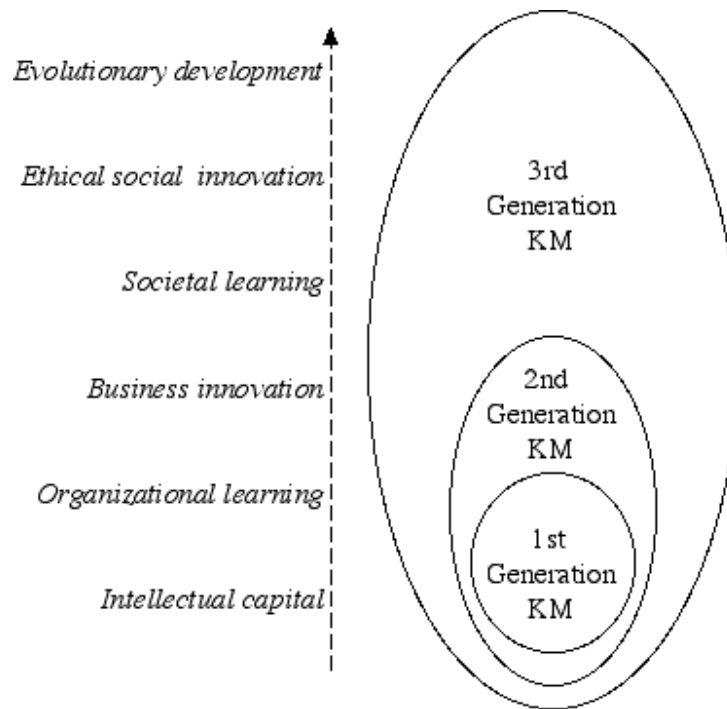 Evolutionary development
Ethical social innovation
Societal learning
Business innovation
Organizational learning
Intellectual capital
3rd
Generation
KM
2nd
Generation
KM
1st
Generation
KM